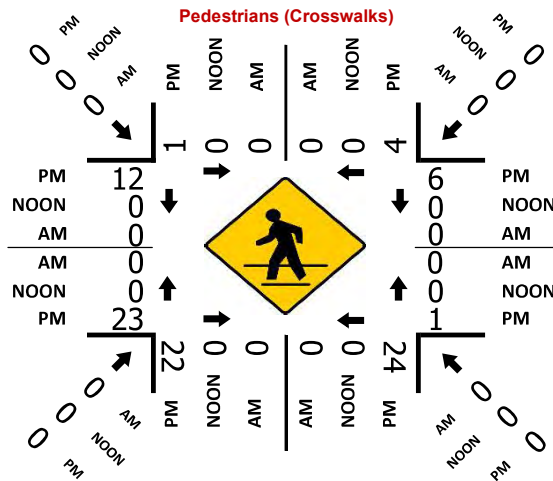 Pedestrians (Crosswalks)
0 PM
0 NOON
0 AM
PM NOON AM AM NOON PM
1 0 0 0 0 4
PM 0
NOON 0
AM 0
PM 12 6 PM
NOON 0 0 NOON
AM 0 0 AM
AM 0 0 AM
NOON 0 0 NOON
PM 23 1 PM
22 0 0 0 0 24
PM NOON AM AM NOON PM
0 AM
0 NOON
0 PM
AM 0
NOON 0
PM 0